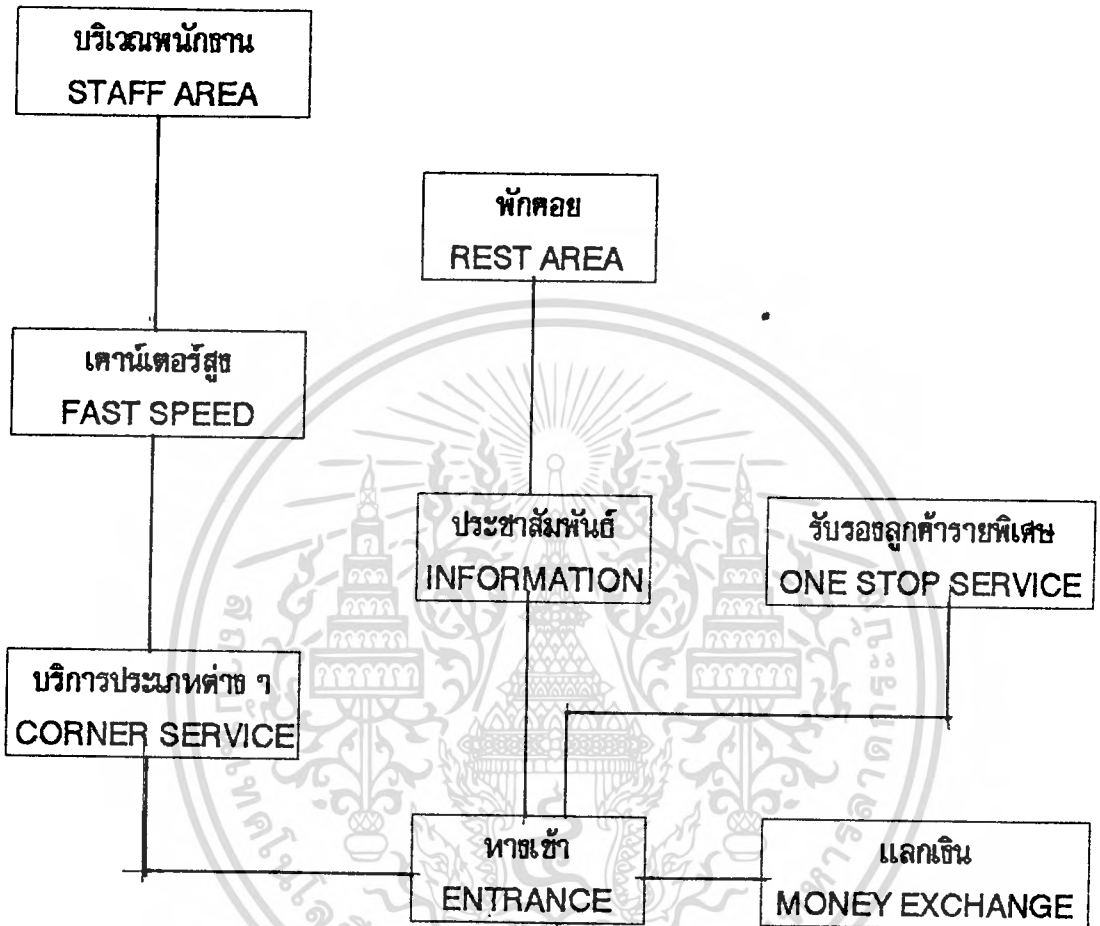 บริเวณพนักงาน
STAFF AREA
พักคอย
REST AREA
เคาน์เตอร์สูง
FAST SPEED
ประชาสัมพันธ์
INFORMATION
รับรองลูกค้ารายพิเศษ
ONE STOP SERVICE
บริการประเภทต่าง ๆ
CORNER SERVICE
ทางเข้า
ENTRANCE
แลกเงิน
MONEY EXCHANGE